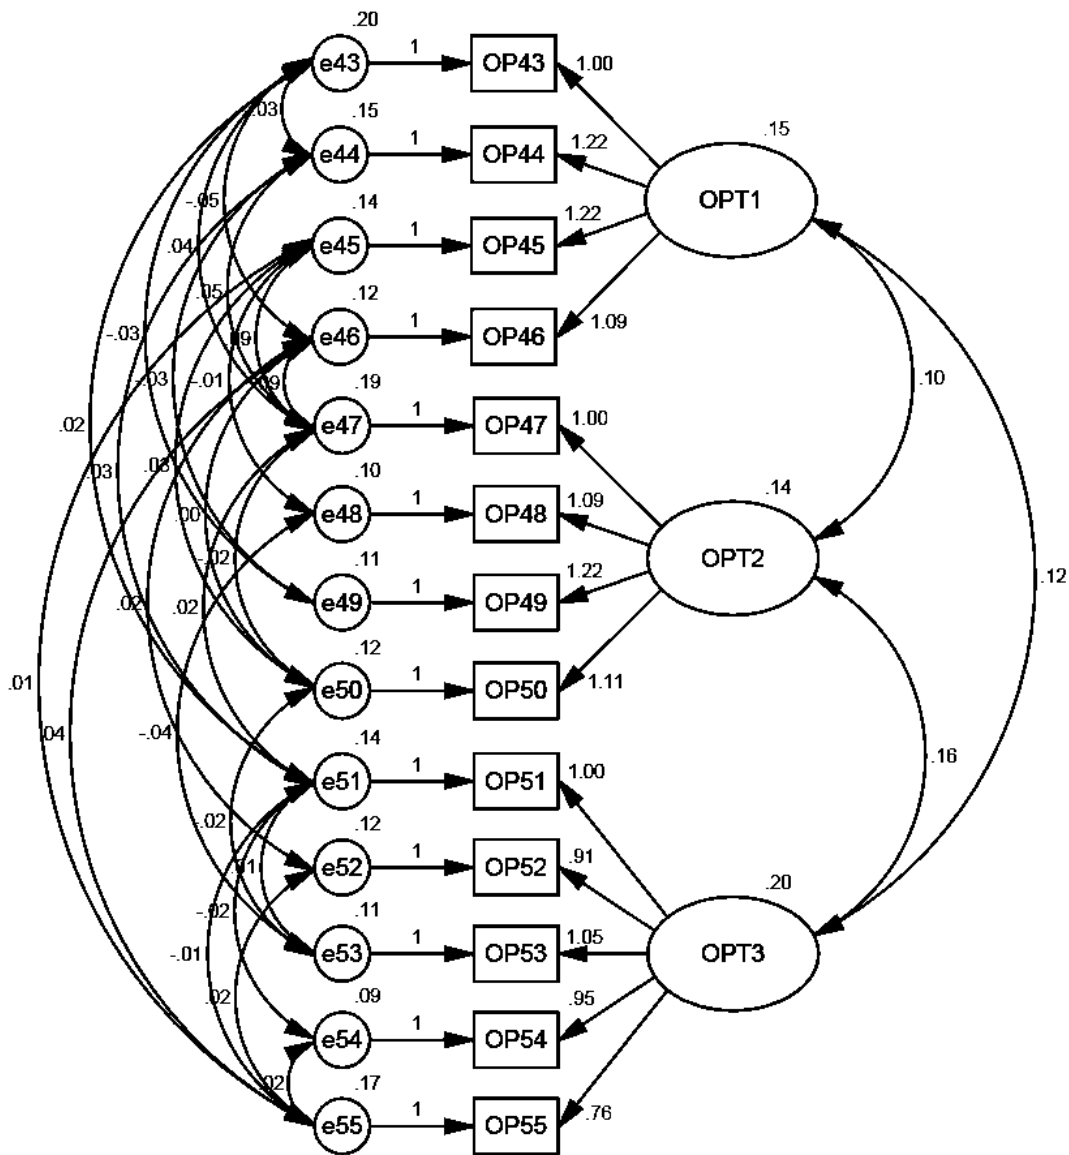 .20
e43 1 OP43 1.00
.03
.15 .15
e44 1 OP44 1.22
OPT1
-.05 .14
.04 e45 1 OP45 1.22
.05 .12
-.03 .09 e46 1 OP46 1.09
-.03 -.01 .09 .19 .10
.02 e47 1 OP47 1.00
.03 .03 .10 .14
.00 e48 1 OP48 1.09
-.02 .11 OPT2
.02 .02 e49 1 OP49 1.22 .12
.12
.01 e50 1 OP50 1.11
.04 -.04 .14 .16
e51 1 OP51 1.00
-.02 .12
.01 e52 1 OP52 .91
-.02 .11 .20
-.01 e53 1 OP53 1.05 OPT3
.02 .09 .95
e54 1 OP54
.02 .17
e55 1 OP55 .76